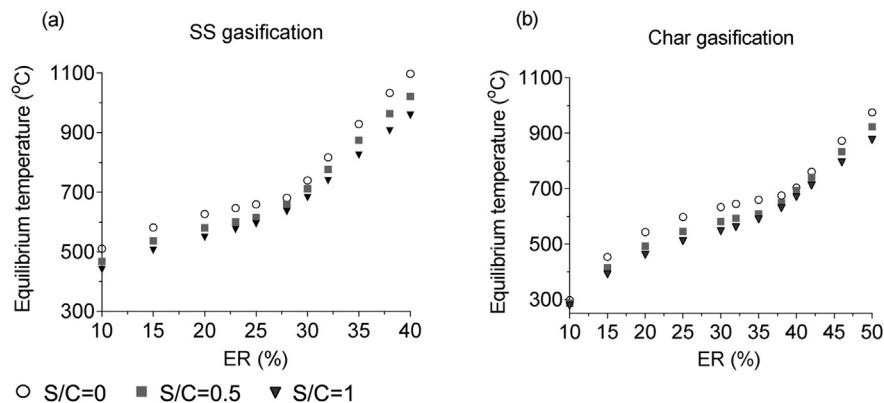 (a)
SS gasification
Equilibrium temperature (°C)
1100
900
700
500
300
10 15 20 25 30 35 40
ER (%)
(b)
Char gasification
Equilibrium temperature (°C)
1100
900
700
500
300
10 15 20 25 30 35 40 45 50
ER (%)
S/C=0 S/C=0.5 S/C=1